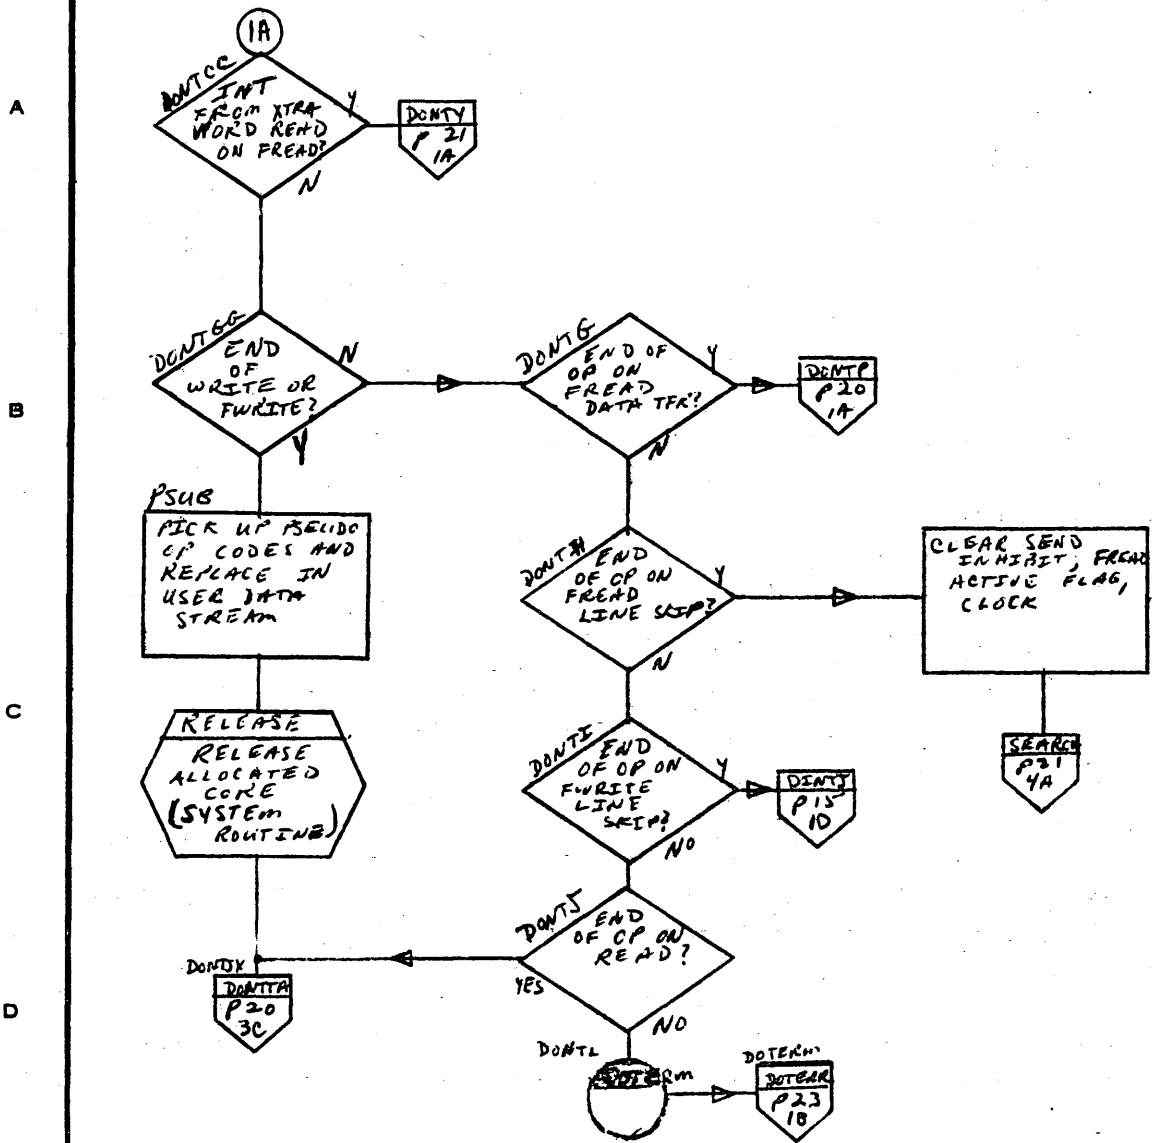 1A
DONTCC
INT
FROM XTRA
WORD READ
ON FREAD?
Y
N
DONTY
P 21
1A
A
DONTGG
END
OF
WRITE OR
FWRITE?
N
Y
DONTG
END OF
OP ON
FREAD
DATA TFR?
Y
N
DONTP
P 20
1A
B
PSUB
PICK UP PSEUDO
OP CODES AND
REPLACE IN
USER DATA
STREAM
DONTH
END
OF OP ON
FREAD
LINE SKIP?
Y
N
CLEAR SEND
INHIBIT, FREAD
ACTIVE FLAG,
CLOCK
C
RELEASE
RELEASE
ALLOCATED
CORE
(SYSTEM
ROUTINE)
DONTI
END
OF OP ON
FWRITE
LINE
SKIP?
Y
NO
DINTJ
P 15
1D
SEARCH
P21
4A
DONTJ
END
OF OP ON
READ?
YES
NO
DONTJX
DONTTA
P 20
3C
D
DONTL
DOTERM
DOTERR
P 23
1B